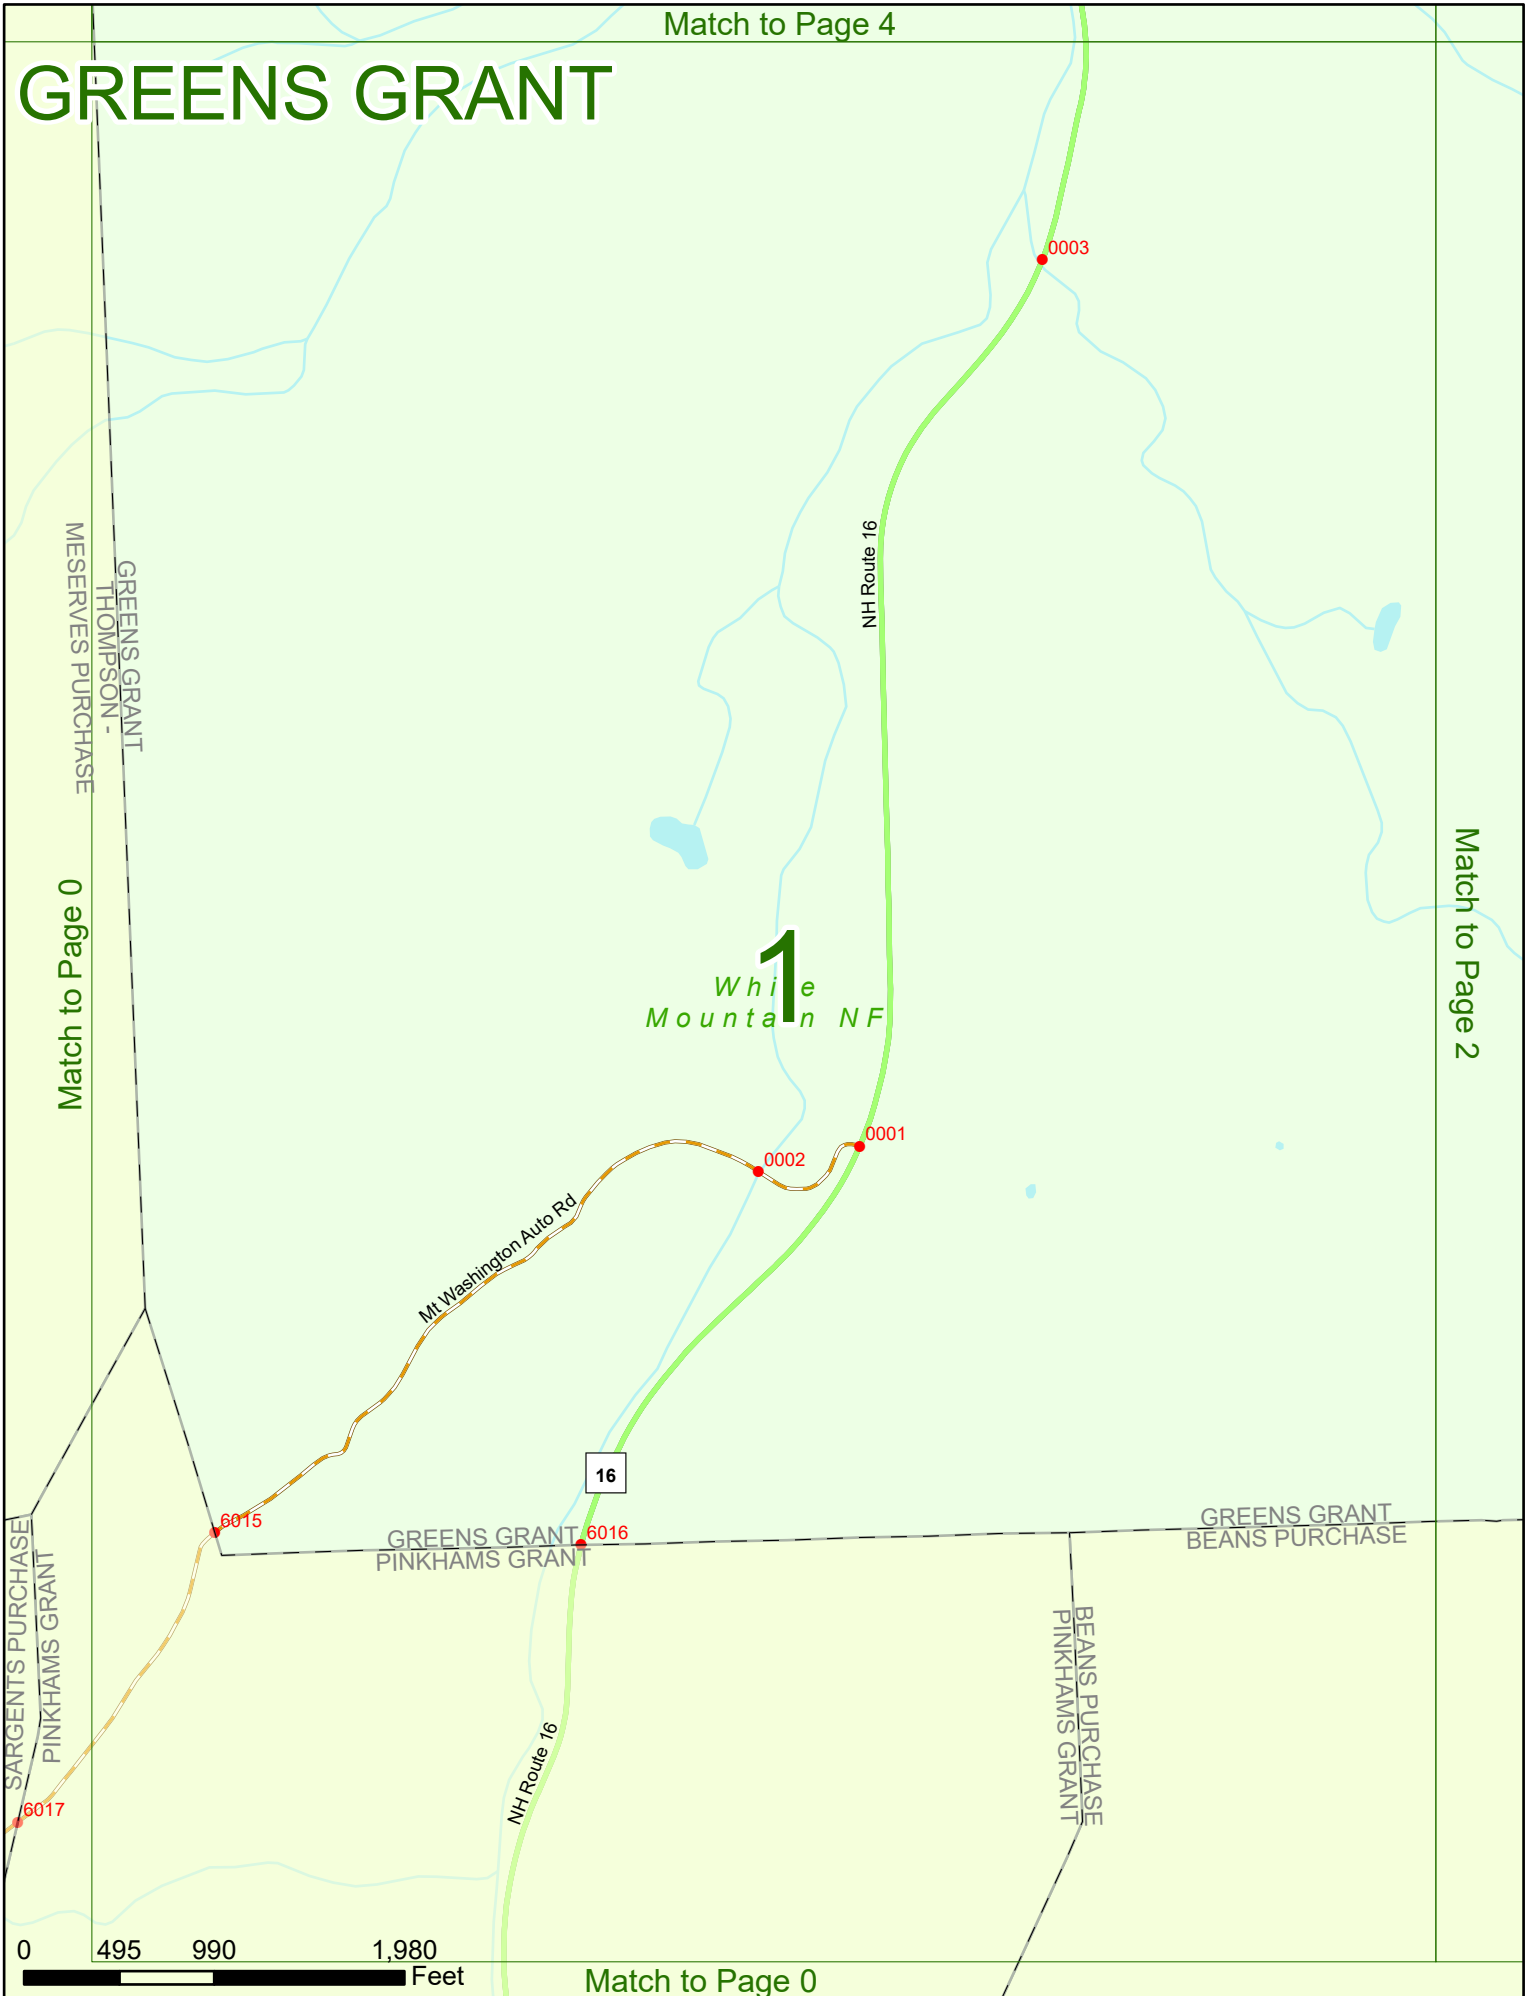 Match to Page 4
GREENS GRANT
0003
NH Route 16
GREENS GRANT
THOMPSON -
MESERVES PURCHASE
Match to Page 0
Match to Page 2
1
White
Mountain NF
0001
0002
Mt Washington Auto Rd
16
6015
6016
GREENS GRANT
PINKHAMS GRANT
GREENS GRANT
BEANS PURCHASE
SARGENTS PURCHASE
PINKHAMS GRANT
BEANS PURCHASE
PINKHAMS GRANT
NH Route 16
6017
0 495 990 1,980
Feet
Match to Page 0